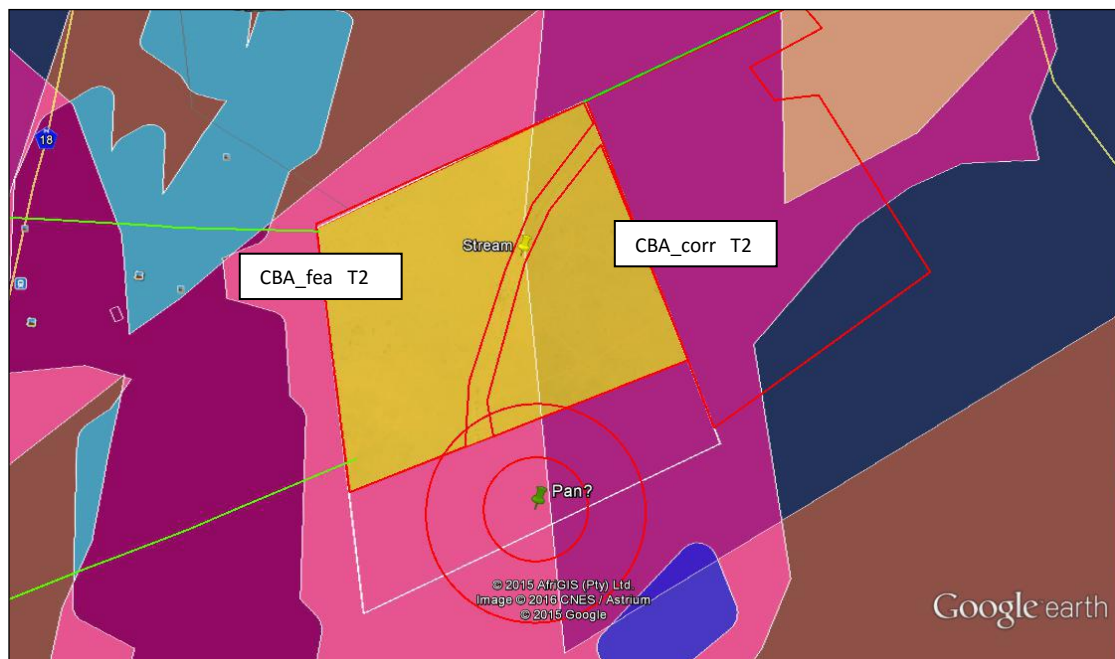 18
N
Stream
CBA_corr T2
CBA_fea T2
Pan?
© 2015 AfriGIS (Pty) Ltd.
Image © 2016 CNES / Astrium
© 2015 Google
Google earth